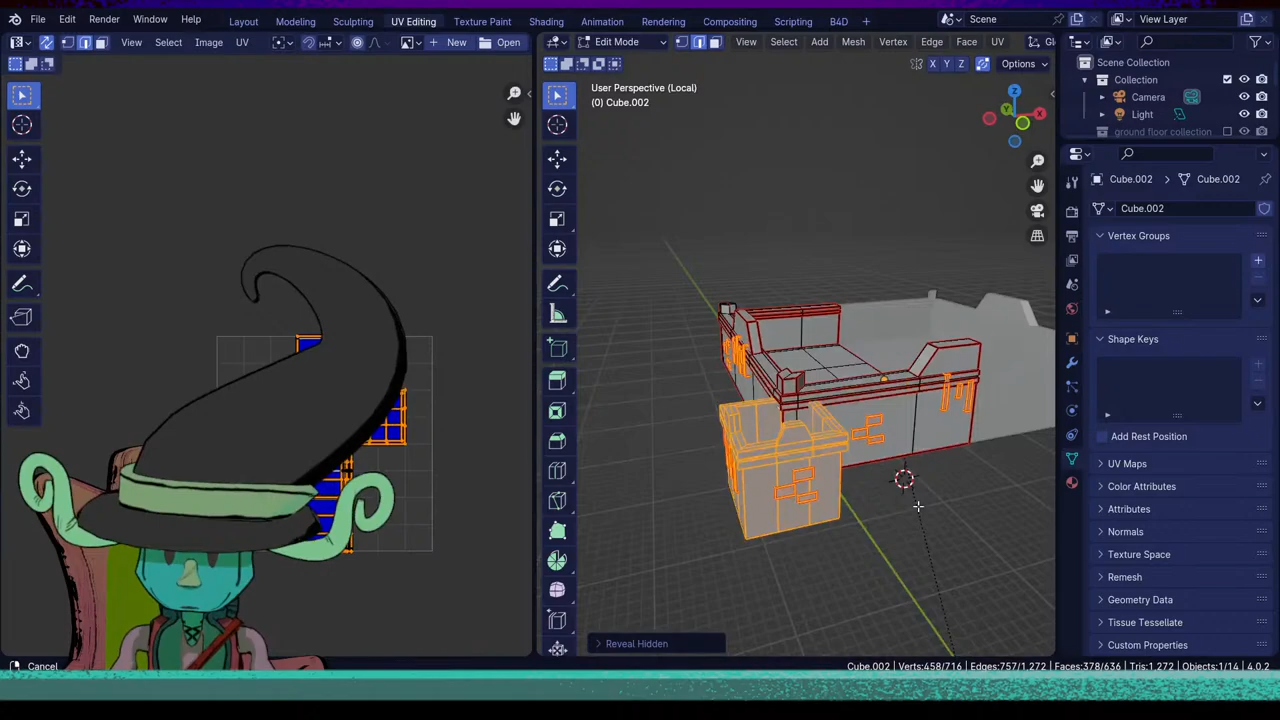 File Edit Render Window Help
Layout Modeling Sculpting UV Editing Texture Paint Shading Animation Rendering Compositing Scripting B4D +
Scene View Layer
View Select Image UV + New Open
Edit Mode View Select Add Mesh Vertex Edge Face UV Gl
X Y Z Options
User Perspective (Local)
(0) Cube.002
Z
Y
X
Scene Collection
Collection
Camera
Light
ground floor collection
Cube.002 > Cube.002
Cube.002
Vertex Groups
Shape Keys
Add Rest Position
UV Maps
Color Attributes
Attributes
Normals
Texture Space
Remesh
Geometry Data
Tissue Tessellate
Custom Properties
Reveal Hidden
Cancel
Cube.002 | Verts:458/716 | Edges:757/1.272 | Faces:378/636 | Tris:1.272 | Objects:1/14 | 4.0.2